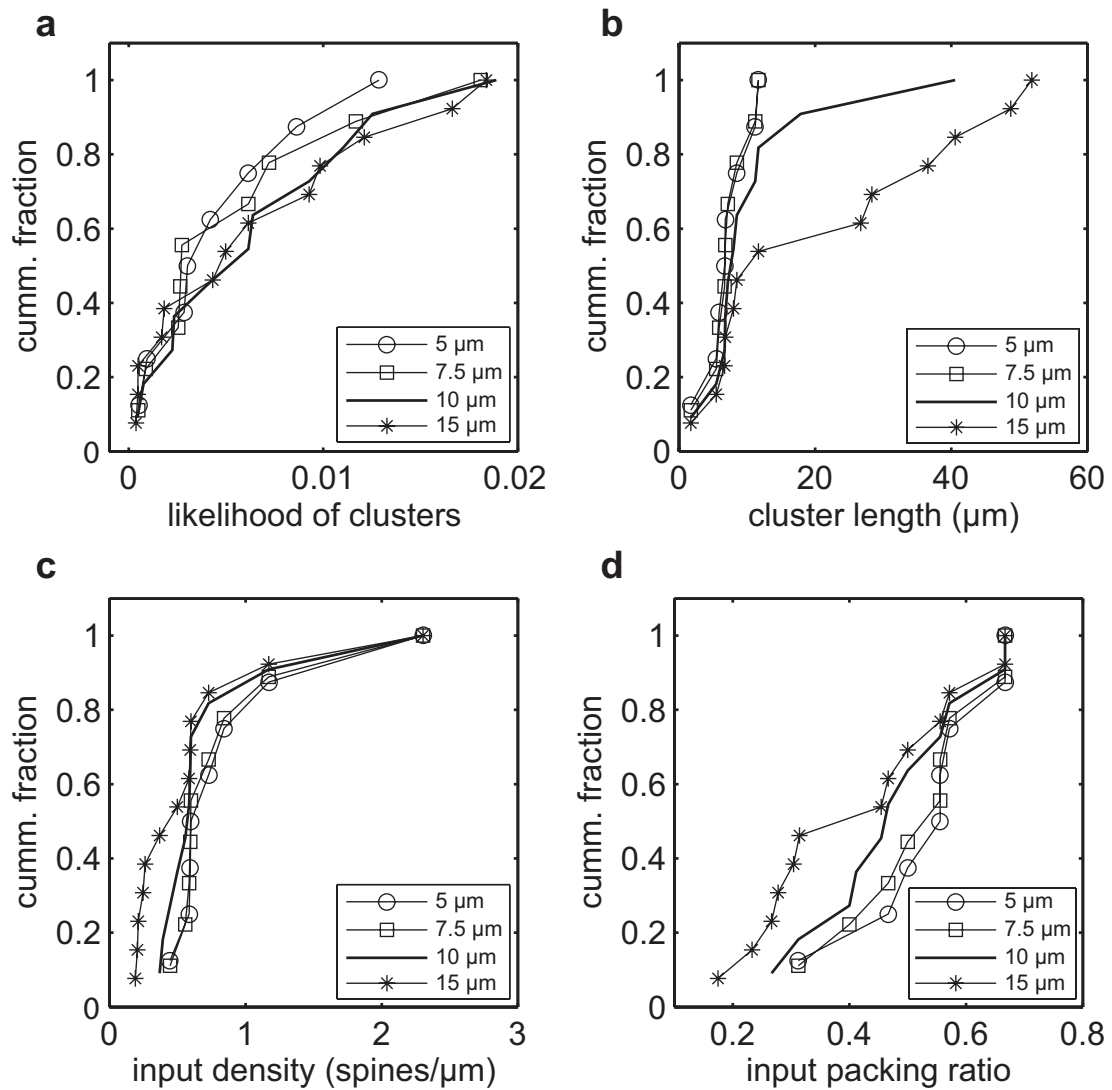 a
cumm. fraction
1
0.8
0.6
0.4
0.2
0
0
0.01
0.02
likelihood of clusters
5 µm
7.5 µm
10 µm
15 µm
b
cumm. fraction
1
0.8
0.6
0.4
0.2
0
0
20
40
60
cluster length (µm)
5 µm
7.5 µm
10 µm
15 µm
c
cumm. fraction
1
0.8
0.6
0.4
0.2
0
0
1
2
3
input density (spines/µm)
5 µm
7.5 µm
10 µm
15 µm
d
cumm. fraction
1
0.8
0.6
0.4
0.2
0
0.2
0.4
0.6
0.8
input packing ratio
5 µm
7.5 µm
10 µm
15 µm